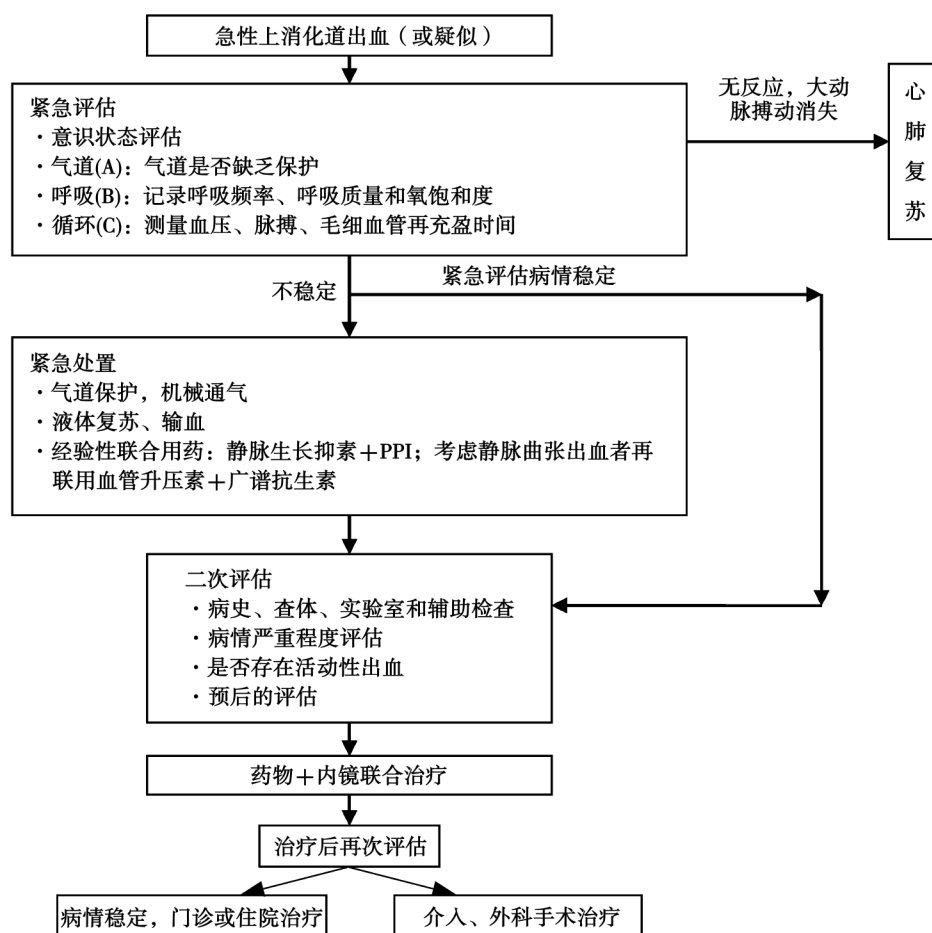 急性上消化道出血（或疑似）
紧急评估
·意识状态评估
·气道(A)：气道是否缺乏保护
·呼吸(B)：记录呼吸频率、呼吸质量和氧饱和度
·循环(C)：测量血压、脉搏、毛细血管再充盈时间
无反应，大动
脉搏动消失
心
肺
复
苏
不稳定
紧急评估病情稳定
紧急处置
·气道保护，机械通气
·液体复苏、输血
·经验性联合用药：静脉生长抑素＋PPI；考虑静脉曲张出血者再
联用血管升压素＋广谱抗生素
二次评估
·病史、查体、实验室和辅助检查
·病情严重程度评估
·是否存在活动性出血
·预后的评估
药物＋内镜联合治疗
治疗后再次评估
病情稳定，门诊或住院治疗
介入、外科手术治疗